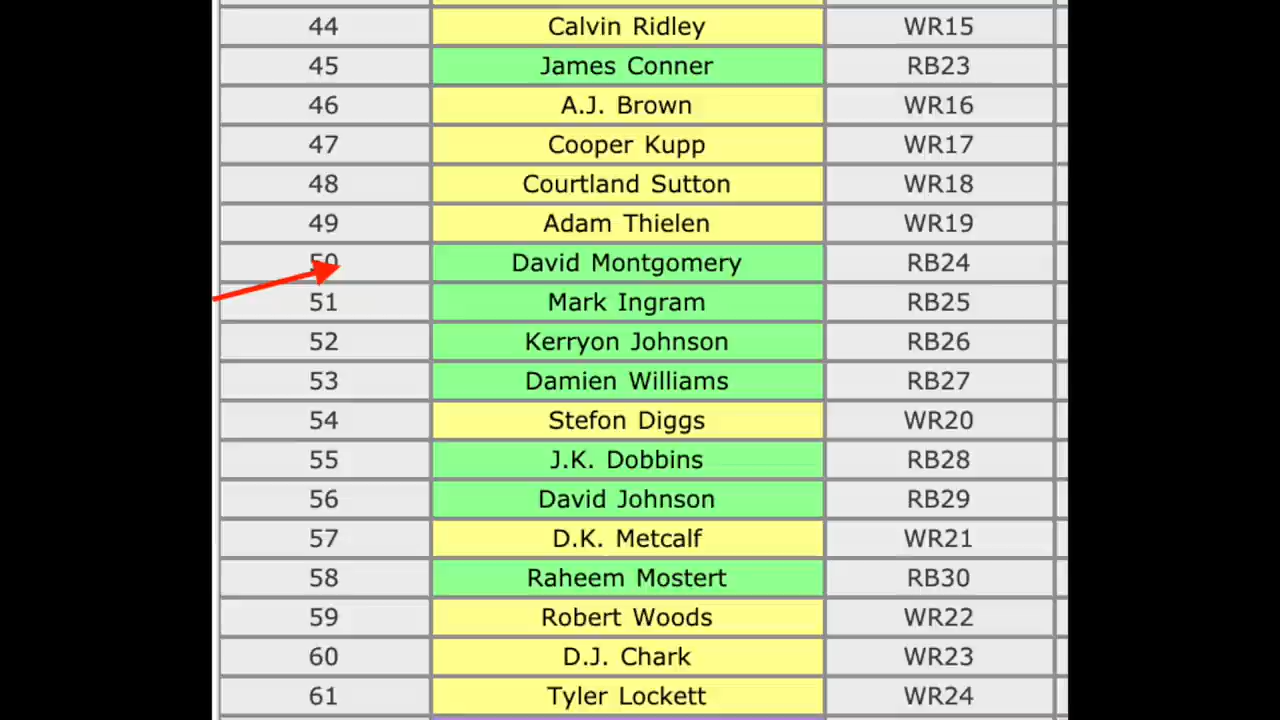 44 Calvin Ridley WR15
45 James Conner RB23
46 A.J. Brown WR16
47 Cooper Kupp WR17
48 Courtland Sutton WR18
49 Adam Thielen WR19
50 David Montgomery RB24
51 Mark Ingram RB25
52 Kerryon Johnson RB26
53 Damien Williams RB27
54 Stefon Diggs WR20
55 J.K. Dobbins RB28
56 David Johnson RB29
57 D.K. Metcalf WR21
58 Raheem Mostert RB30
59 Robert Woods WR22
60 D.J. Chark WR23
61 Tyler Lockett WR24